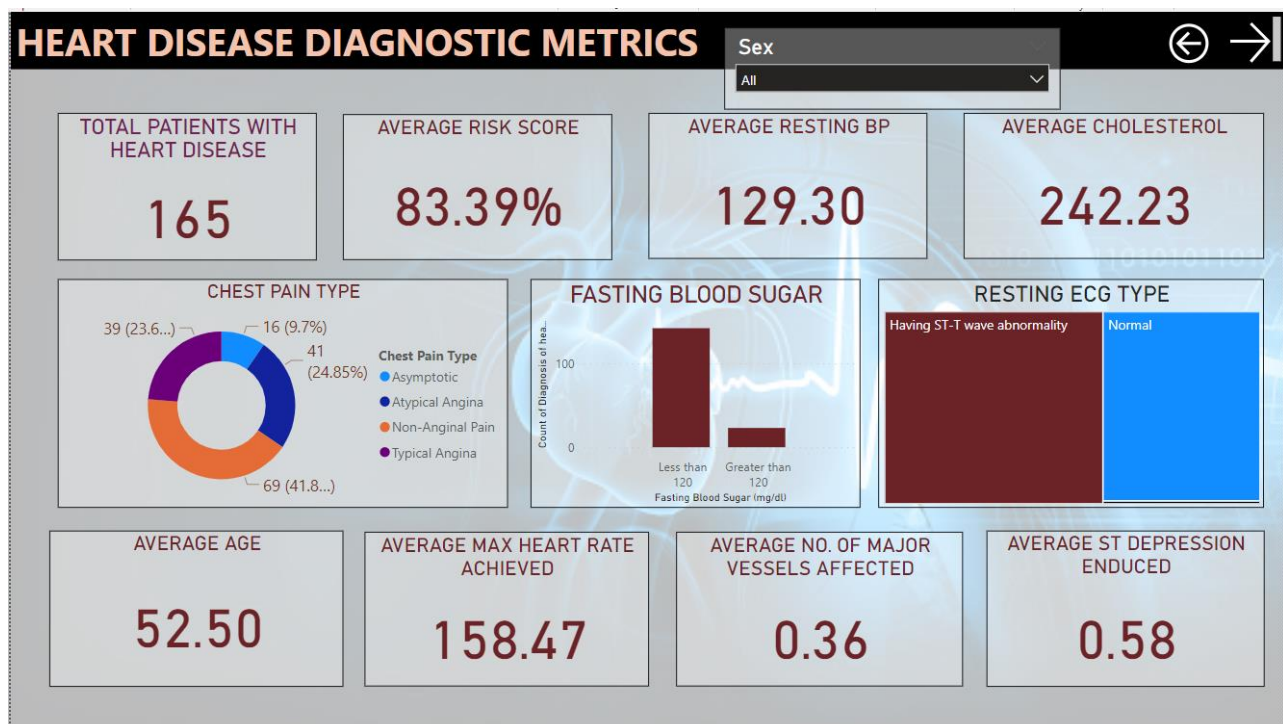 HEART DISEASE DIAGNOSTIC METRICS
Sex
All
TOTAL PATIENTS WITH
HEART DISEASE
165
AVERAGE RISK SCORE
83.39%
AVERAGE RESTING BP
129.30
AVERAGE CHOLESTEROL
242.23
CHEST PAIN TYPE
39 (23.6...)
16 (9.7%)
41
(24.85%)
69 (41.8...)
Chest Pain Type
Asymptotic
Atypical Angina
Non-Anginal Pain
Typical Angina
FASTING BLOOD SUGAR
Count of Diagnosis of hea...
100
0
Less than
120
Greater than
120
Fasting Blood Sugar (mg/dl)
RESTING ECG TYPE
Having ST-T wave abnormality
Normal
AVERAGE AGE
52.50
AVERAGE MAX HEART RATE
ACHIEVED
158.47
AVERAGE NO. OF MAJOR
VESSELS AFFECTED
0.36
AVERAGE ST DEPRESSION
ENDUCED
0.58